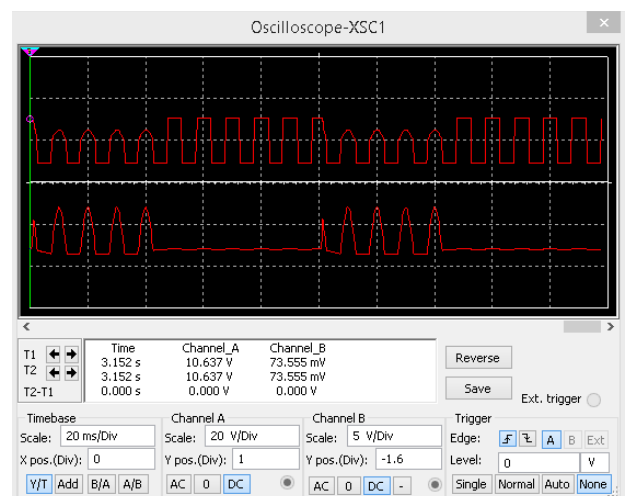 Oscilloscope-XSC1
×
< >
T1
T2
T2-T1
Time Channel_A Channel_B
3.152 s 10.637 V 73.555 mV
3.152 s 10.637 V 73.555 mV
0.000 s 0.000 V 0.000 V
Reverse
Save
Ext. trigger
Timebase
Scale: 20 ms/Div
X pos.(Div): 0
Y/T Add B/A A/B
Channel A
Scale: 20 V/Div
Y pos.(Div): 1
AC 0 DC
Channel B
Scale: 5 V/Div
Y pos.(Div): -1.6
AC 0 DC -
Trigger
Edge: A B Ext
Level: 0 V
Single Normal Auto None